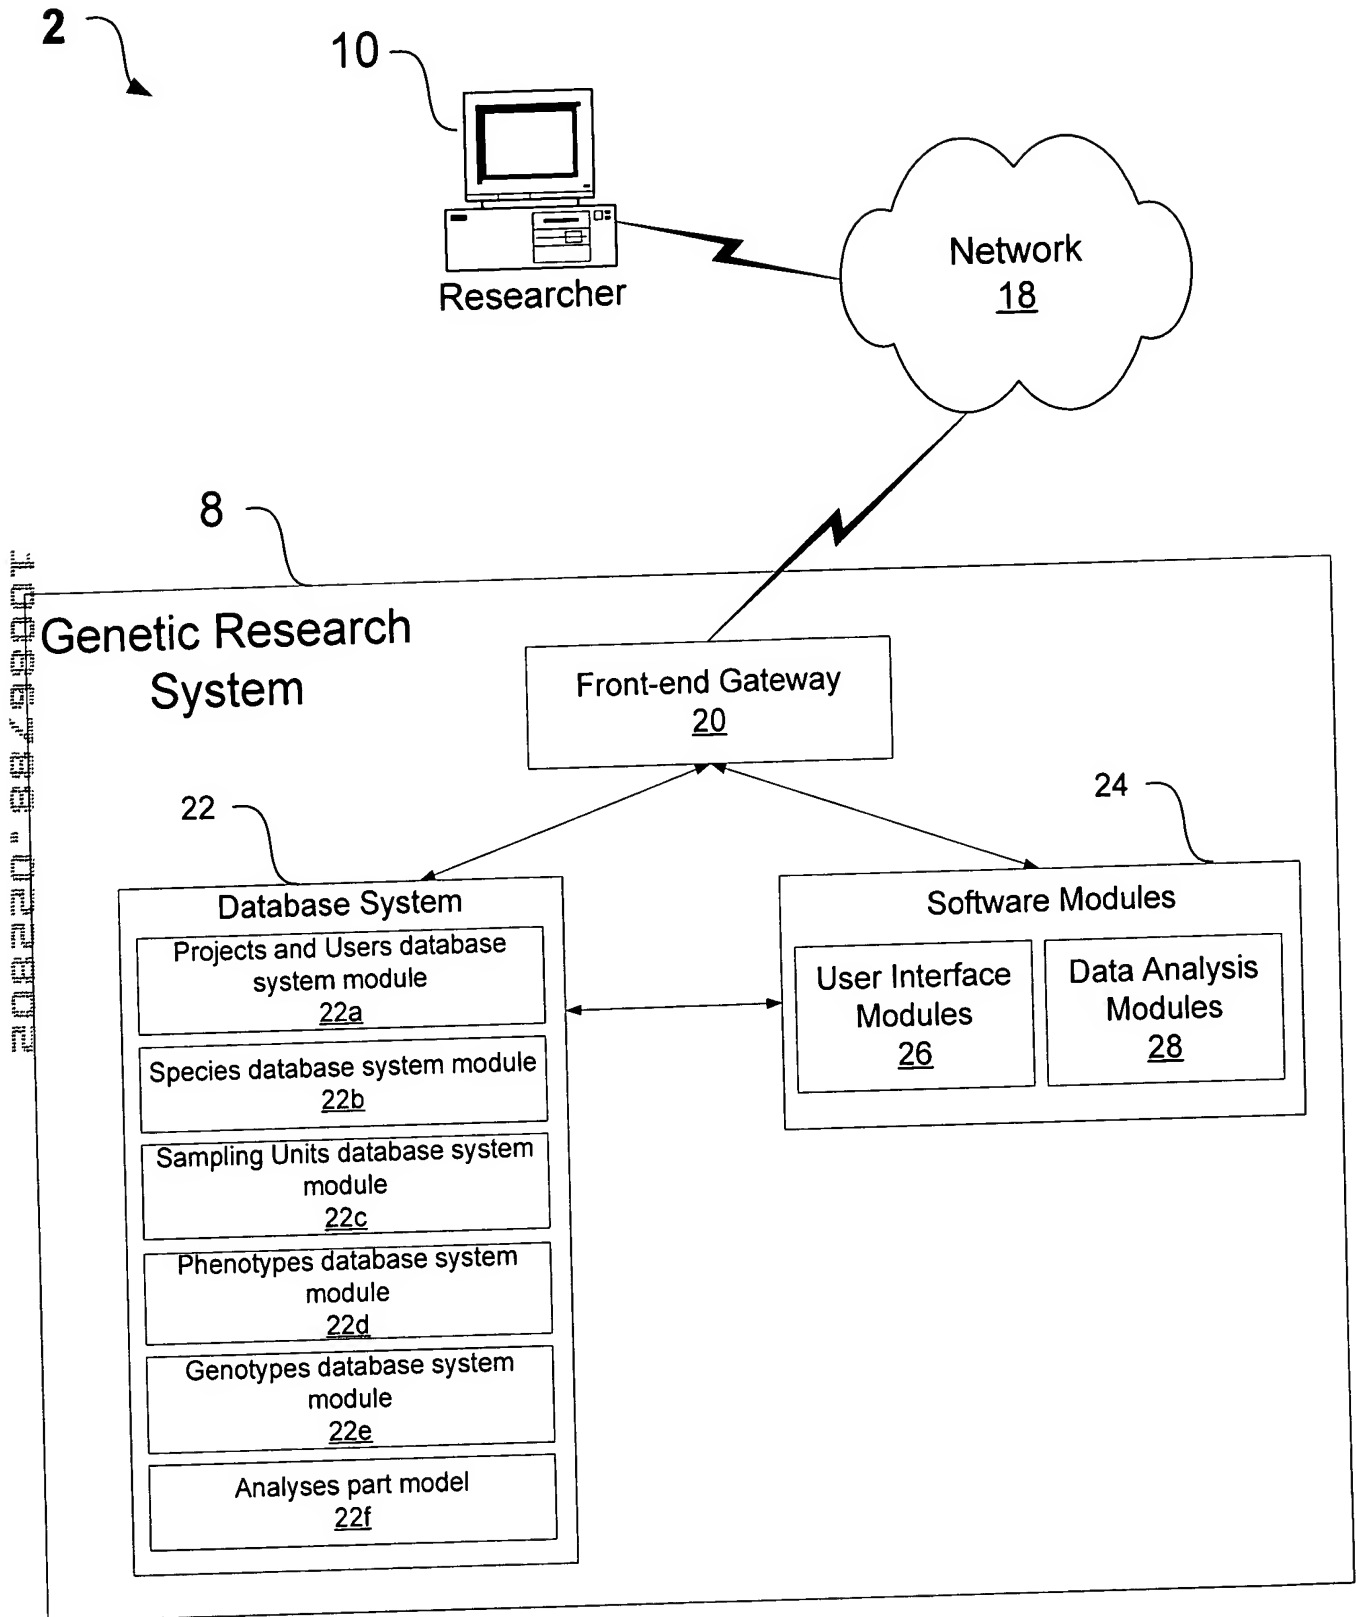 2
10
Researcher
Network
18
8
Genetic Research
System
Front-end Gateway
20
22
24
Database System
Projects and Users database
system module
22a
Species database system module
22b
Sampling Units database system
module
22c
Phenotypes database system
module
22d
Genotypes database system
module
22e
Analyses part model
22f
Software Modules
User Interface
Modules
26
Data Analysis
Modules
28
10086788.022802